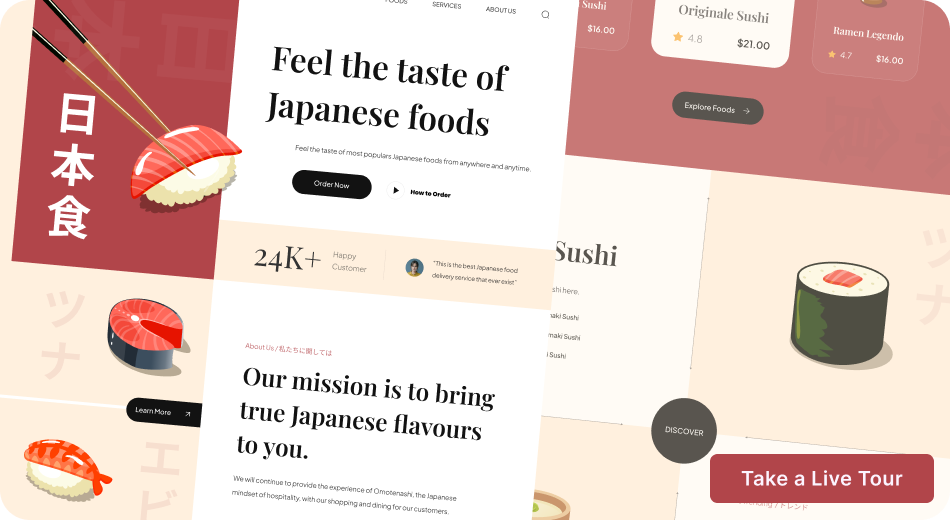 日本食
FOODS
SERVICES
ABOUT US
Feel the taste of
Japanese foods
Feel the taste of most populars Japanese foods from anywhere and anytime.
Order Now
How to Order
24K+
Happy
Customer
"This is the best Japanese food
delivery service that ever exist"
About Us / 私たちに関しては
Our mission is to bring
true Japanese flavours
to you.
We will continue to provide the experience of Omotenashi, the Japanese
mindset of hospitality, with our shopping and dining for our customers.
ツナ
Learn More
エビ
Sushi
$16.00
Originale Sushi
4.8
$21.00
Ramen Legendo
4.7
$16.00
Explore Foods
Sushi
here.
maki Sushi
maki Sushi
Sushi
ツナ
DISCOVER
Take a Live Tour
トレンド